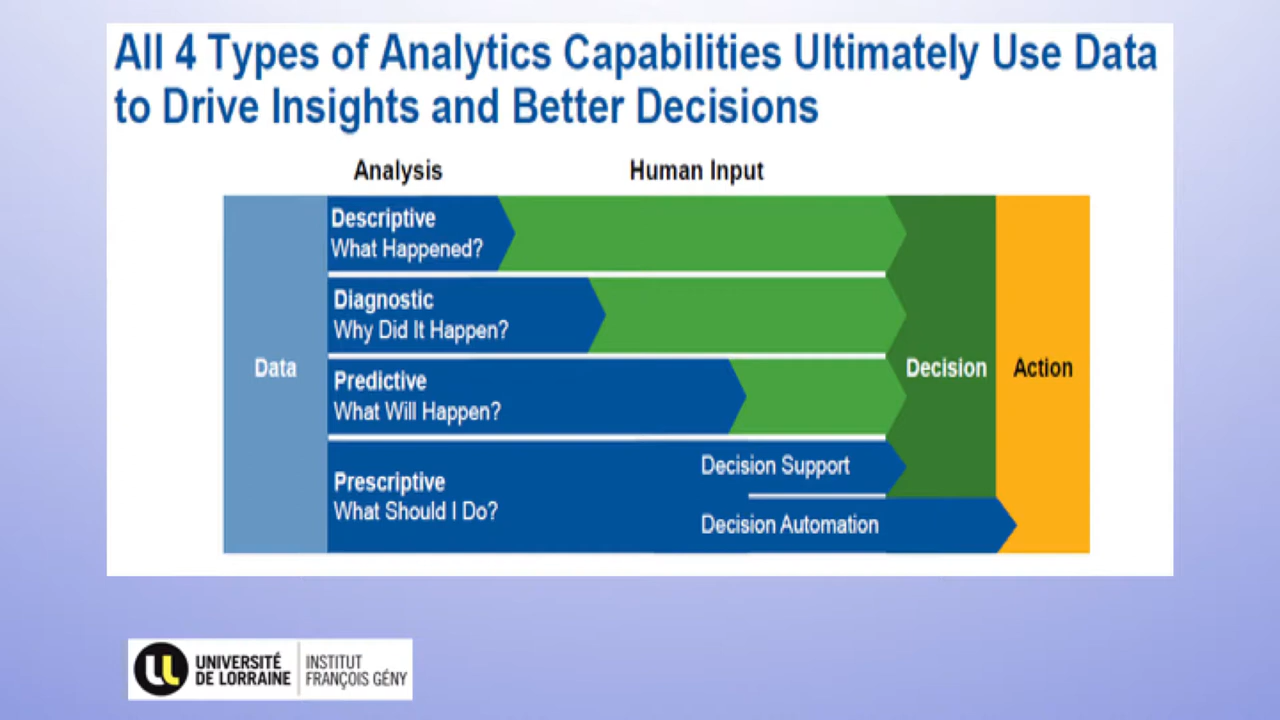 All 4 Types of Analytics Capabilities Ultimately Use Data
to Drive Insights and Better Decisions
Analysis
Human Input
Descriptive
What Happened?
Diagnostic
Why Did It Happen?
Data
Predictive
What Will Happen?
Decision
Action
Prescriptive
What Should I Do?
Decision Support
Decision Automation
UNIVERSITÉ
DE LORRAINE
INSTITUT
FRANÇOIS GÉNY